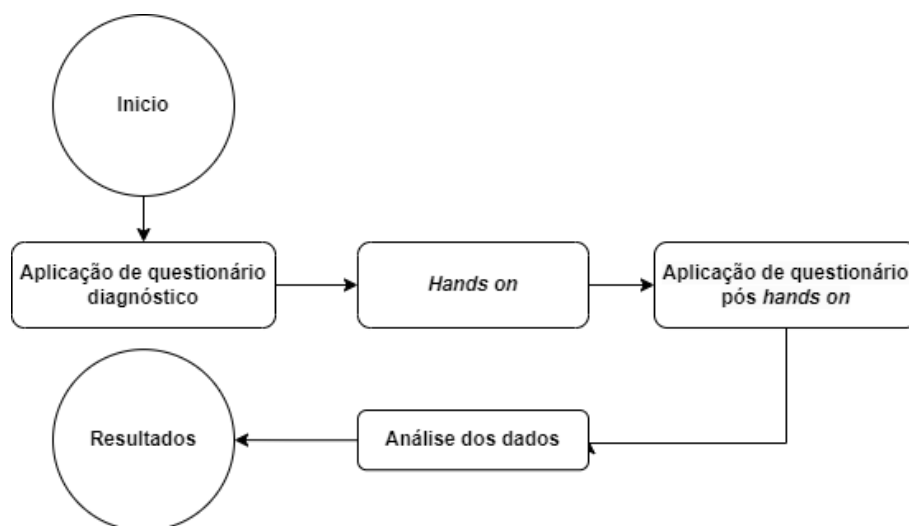 Inicio
Aplicação de questionário
diagnóstico
Hands on
Aplicação de questionário
pós hands on
Análise dos dados
Resultados